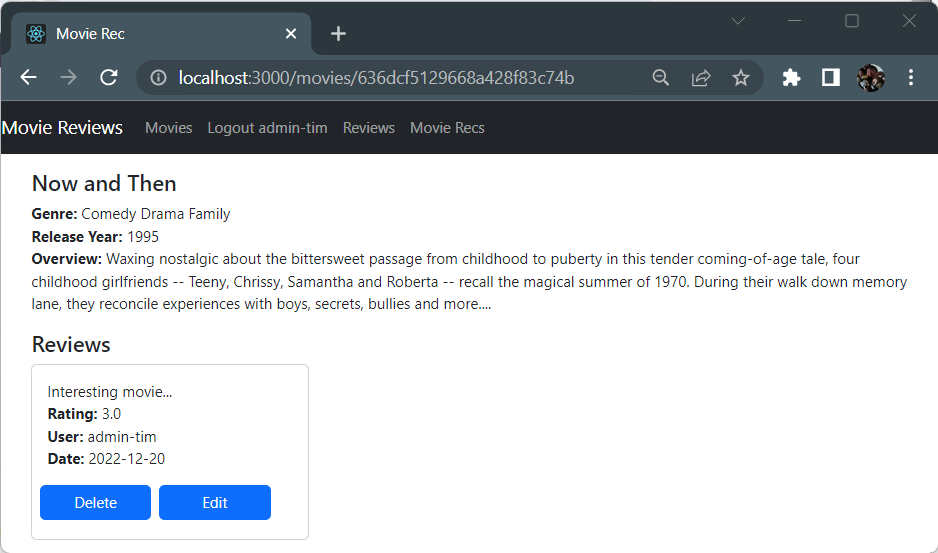 Movie Rec
localhost:3000/movies/636dcf5129668a428f83c74b
Movie Reviews Movies Logout admin-tim Reviews Movie Recs
Now and Then
Genre: Comedy Drama Family
Release Year: 1995
Overview: Waxing nostalgic about the bittersweet passage from childhood to puberty in this tender coming-of-age tale, four
childhood girlfriends -- Teeny, Chrissy, Samantha and Roberta -- recall the magical summer of 1970. During their walk down memory
lane, they reconcile experiences with boys, secrets, bullies and more....
Reviews
Interesting movie...
Rating: 3.0
User: admin-tim
Date: 2022-12-20
Delete Edit